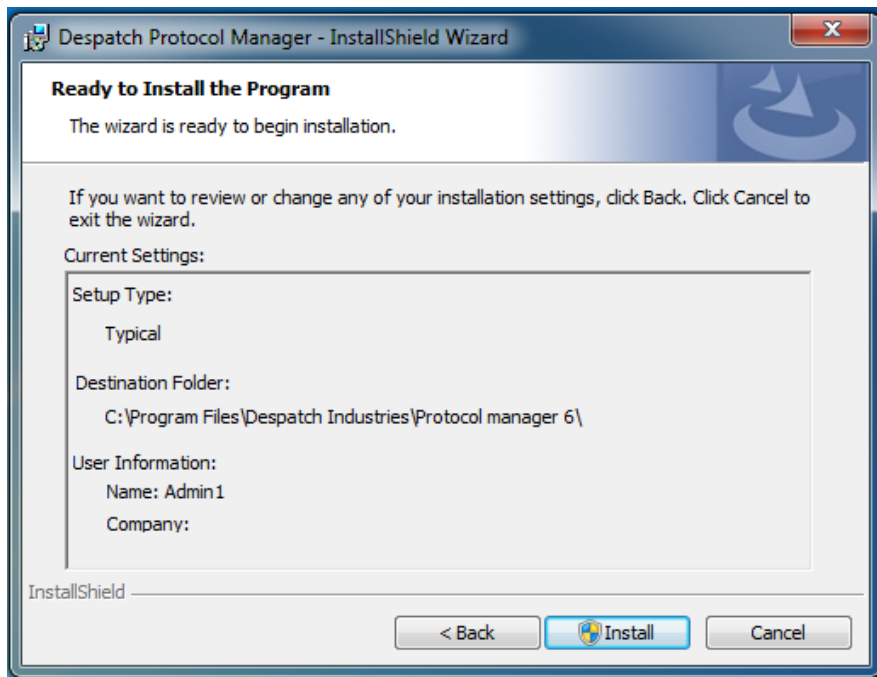 Despatch Protocol Manager - InstallShield Wizard
Ready to Install the Program
The wizard is ready to begin installation.
If you want to review or change any of your installation settings, click Back. Click Cancel to
exit the wizard.
Current Settings:
Setup Type:
Typical
Destination Folder:
C:\Program Files\Despatch Industries\Protocol manager 6\
User Information:
Name: Admin1
Company:
InstallShield
< Back
Install
Cancel